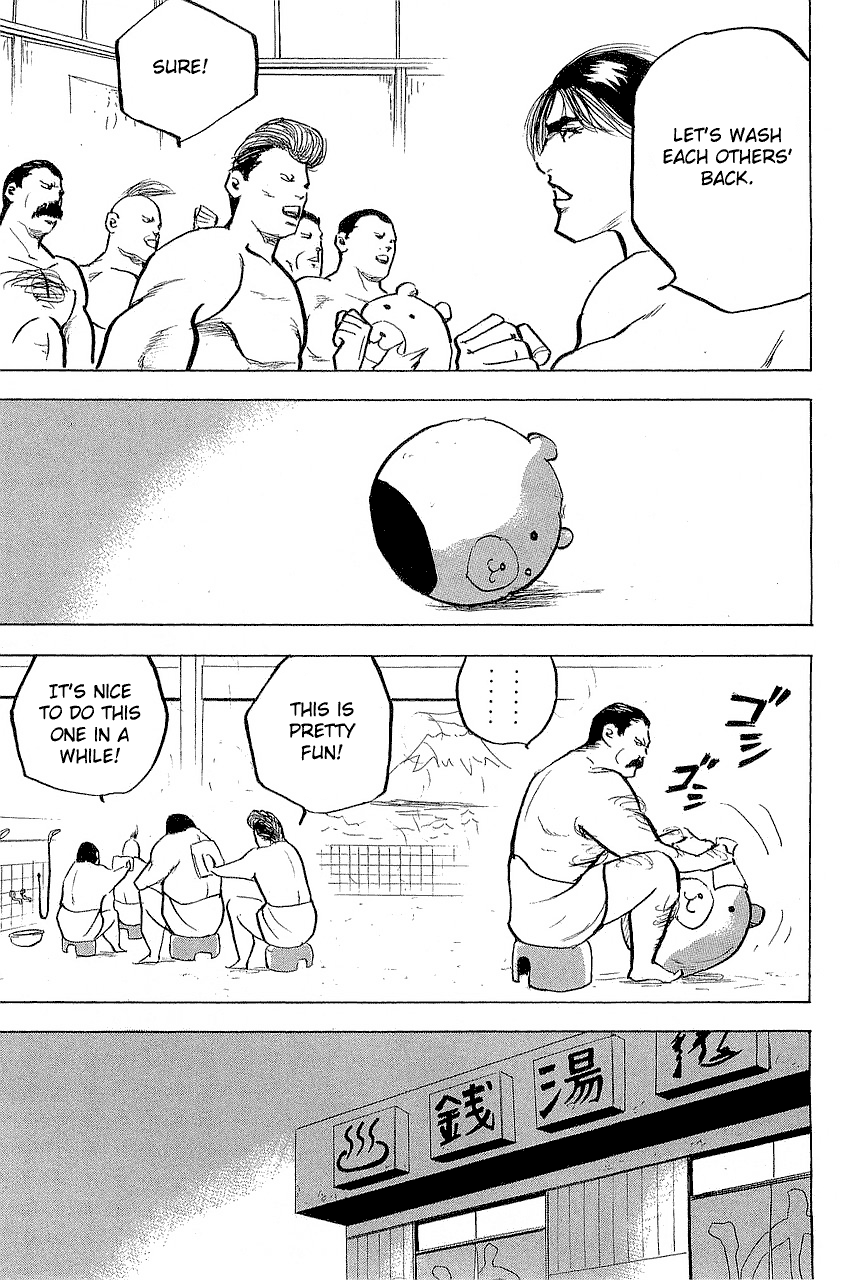 LET'S WASH
EACH OTHERS'
BACK.
SURE!
......
ゴシ
ゴシ
THIS IS
PRETTY
FUN!
IT'S NICE
TO DO THIS
ONE IN A
WHILE!
♨銭湯